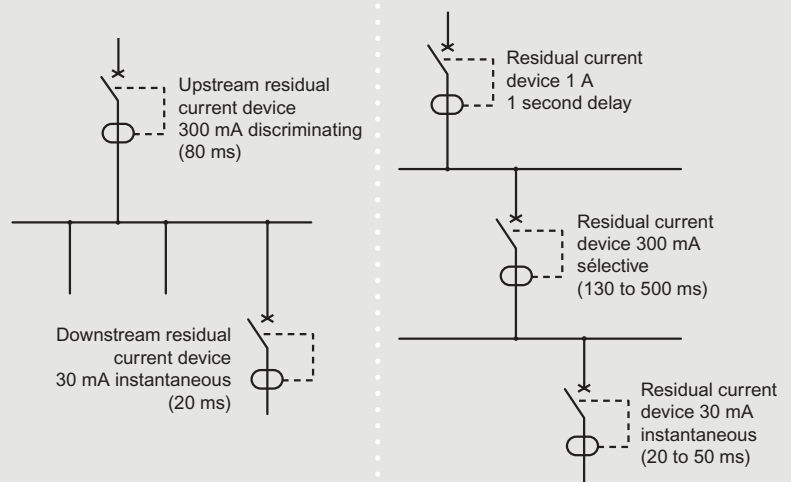 Upstream residual
current device
300 mA discriminating
(80 ms)
Downstream residual
current device
30 mA instantaneous
(20 ms)
Residual current
device 1 A
1 second delay
Residual current
device 300 mA
sélective
(130 to 500 ms)
Residual current
device 30 mA
instantaneous
(20 to 50 ms)